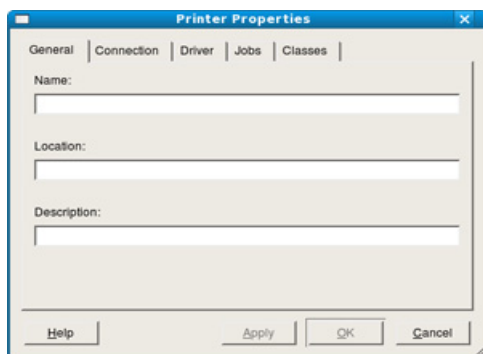 Printer Properties
General Connection Driver Jobs Classes
Name:
Location:
Description:
Help Apply OK Cancel